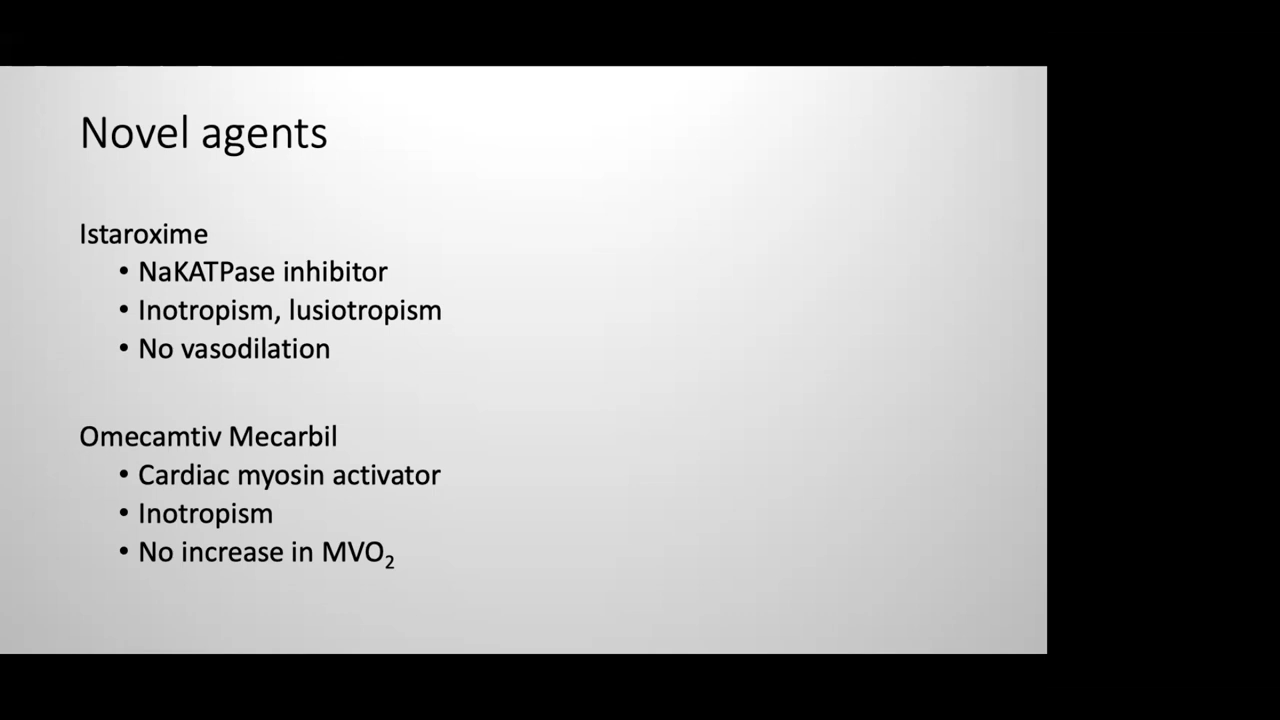 Novel agents
Istaroxime
• NaKATPase inhibitor
• Inotropism, lusiotropism
• No vasodilation
Omecamtiv Mecarbil
• Cardiac myosin activator
• Inotropism
• No increase in MVO₂